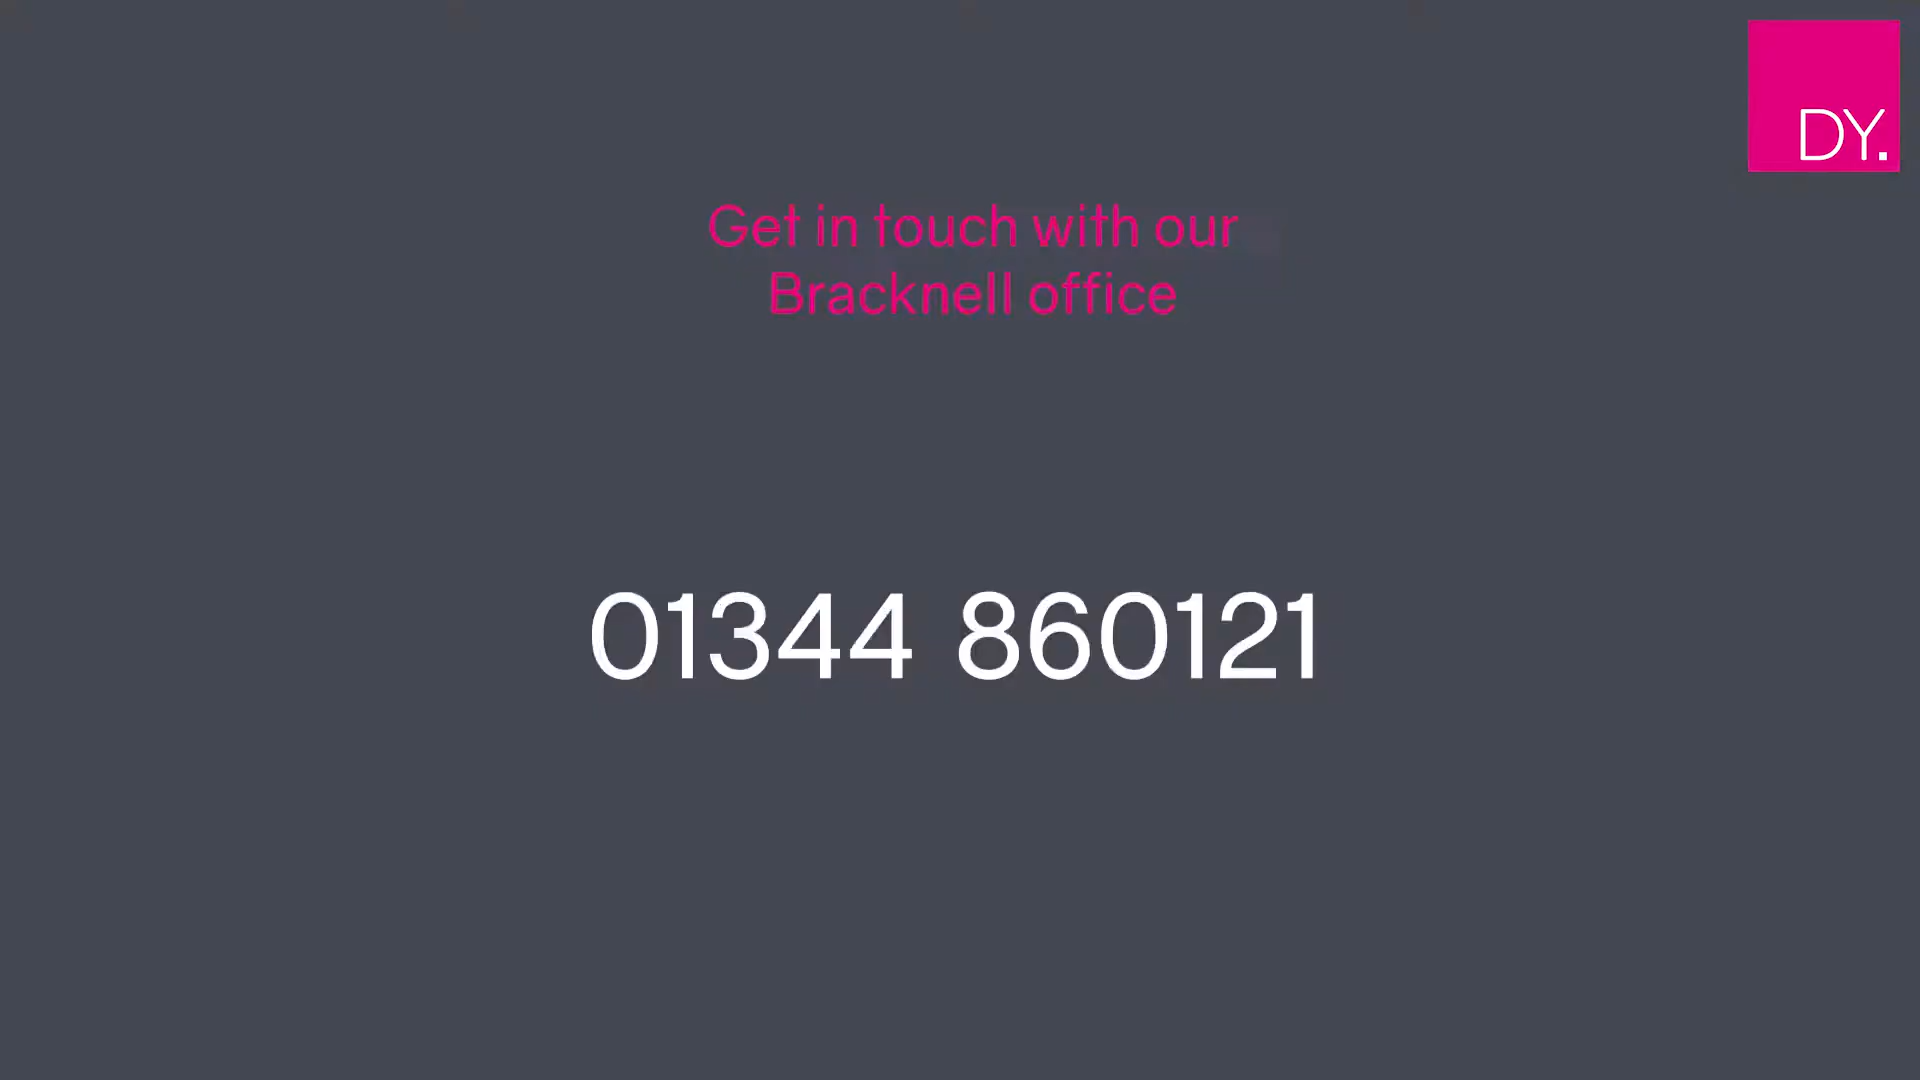 DY.
Get in touch with our
Bracknell office
01344 860121